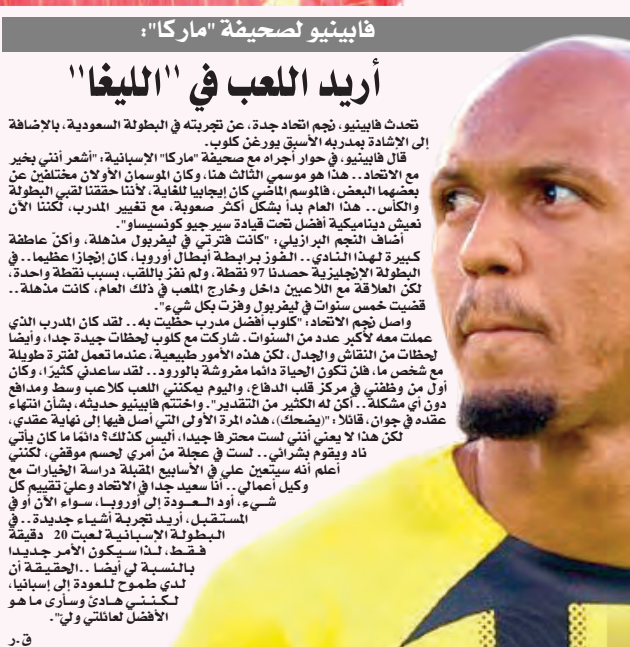 فابينيو لصحيفة "ماركا":
أريد اللعب في "الليغا"
تحدث فابينيو، نجم اتحاد جدة، عن تجربته في البطولة السعودية، بالإضافة
إلى الإشادة بمدربه الأسبق يورغن كلوب.
قال فابينيو، في حوار أجراه مع صحيفة "ماركا" الإسبانية: "أشعر أنني بخير
مع الاتحاد.. هذا هو موسمي الثالث هنا، وكان الموسمان الأولان مختلفين عن
بعضهما البعض، فالموسم الماضي كان إيجابيا للغاية، لأننا حققنا لقبي البطولة
والكأس.. هذا العام بدأ بشكل أكثر صعوبة، مع تغيير المدرب، لكننا الآن
نعيش ديناميكية أفضل تحت قيادة سيرجيو كونسيساو".
أضاف النجم البرازيلي: "كانت فترتي في ليفربول مذهلة، وأكنّ عاطفة
كبيرة لهذا النادي.. الفوز برابطة أبطال أوروبا، كان إنجازا عظيما.. في
البطولة الإنجليزية حصدنا 97 نقطة، ولم نفز باللقب، بسبب نقطة واحدة،
لكن العلاقة مع اللاعبين داخل وخارج الملعب في ذلك العام، كانت مذهلة..
قضيت خمس سنوات في ليفربول وفزت بكل شيء".
واصل نجم الاتحاد: "كلوب أفضل مدرب حظيت به.. لقد كان المدرب الذي
عملت معه لأكبر عدد من السنوات. شاركت مع كلوب لحظات جيدة جدا، وأيضا
لحظات من النقاش والجدل، لكن هذه الأمور طبيعية، عندما تعمل لفترة طويلة
مع شخص ما، فلن تكون الحياة دائما مفروشة بالورود.. لقد ساعدني كثيرًا، وكان
أول من وظفني في مركز قلب الدفاع، واليوم يمكنني اللعب كلاعب وسط ومدافع
دون أي مشكلة.. أكن له الكثير من التقدير". واختتم فابينيو حديثه، بشأن انتهاء
عقده في جوان، قائلا: "(يضحك)، هذه المرة الأولى التي أصل فيها إلى نهاية عقدي،
لكن هذا لا يعني أنني لست محترفا جيدا، أليس كذلك؟ دائمًا ما كان يأتي
ناد ويقوم بشرائي.. لست في عجلة من أمري لحسم موقفي، لكنني
أعلم أنه سيتعين علي في الأسابيع المقبلة دراسة الخيارات مع
وكيل أعمالي.. أنا سعيد جدا في الاتحاد وعليّ تقييم كل
شيء، أود العودة إلى أوروبا، سواء الآن أو في
المستقبل، أريد تجربة أشياء جديدة.. في
البطولة الإسبانية لعبت 20 دقيقة
فقط، لذا سيكون الأمر جديدا
بالنسبة لي أيضا.. الحقيقة أن
لدي طموح للعودة إلى إسبانيا،
لكنني هادئ وسأرى ما هو
الأفضل لعائلتي وليّ".
ق.ر